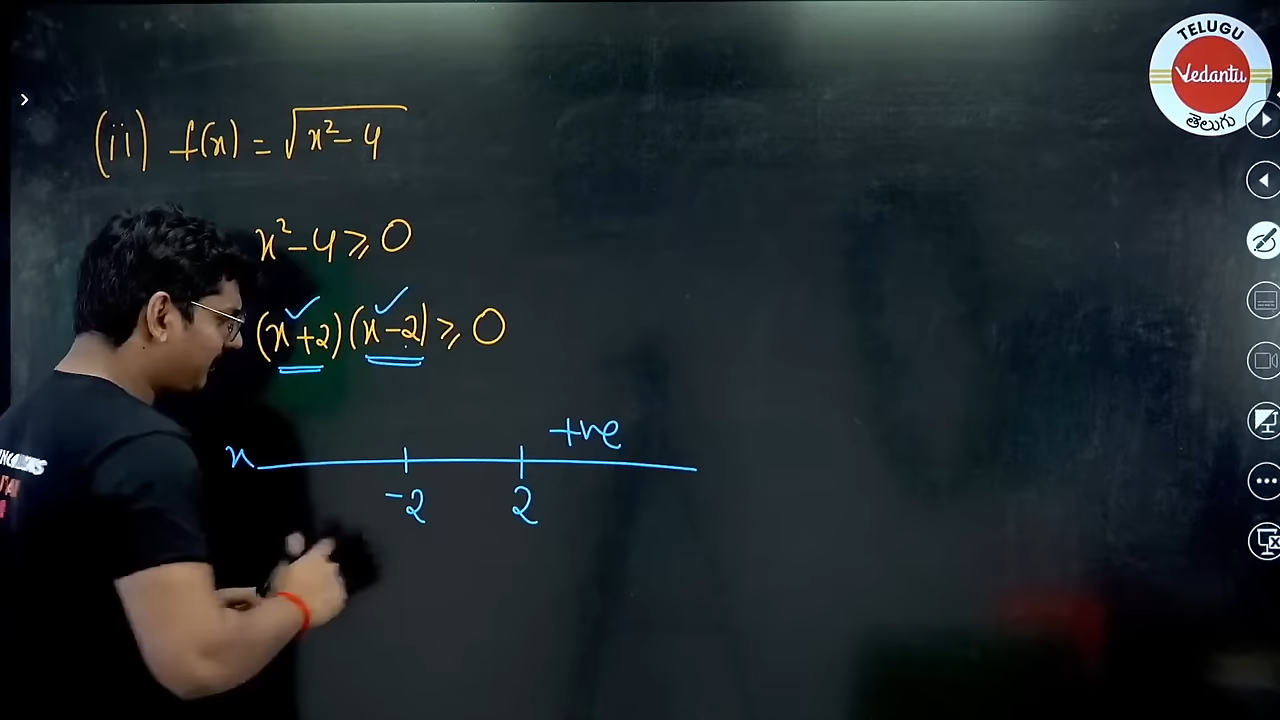 TELUGU
Vedantu
తెలుగు
(ii) f(x) = √x²-4
x²-4 ≥ 0
(x+2)(x-2) ≥ 0
+ve
x
-2 2